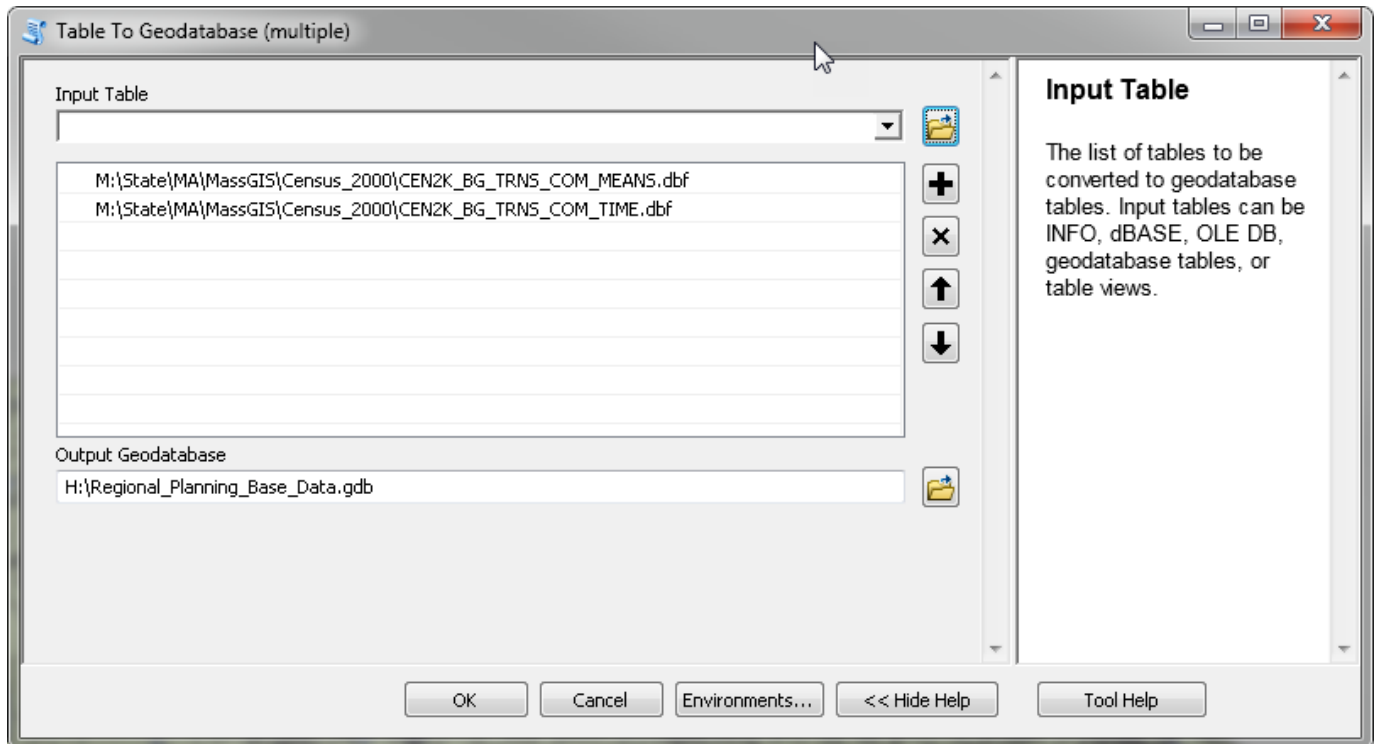 Table To Geodatabase (multiple)
Input Table
M:\State\MA\MassGIS\Census_2000\CEN2K_BG_TRNS_COM_MEANS.dbf
M:\State\MA\MassGIS\Census_2000\CEN2K_BG_TRNS_COM_TIME.dbf
Output Geodatabase
H:\Regional_Planning_Base_Data.gdb
OK
Cancel
Environments...
<< Hide Help
Input Table
The list of tables to be
converted to geodatabase
tables. Input tables can be
INFO, dBASE, OLE DB,
geodatabase tables, or
table views.
Tool Help